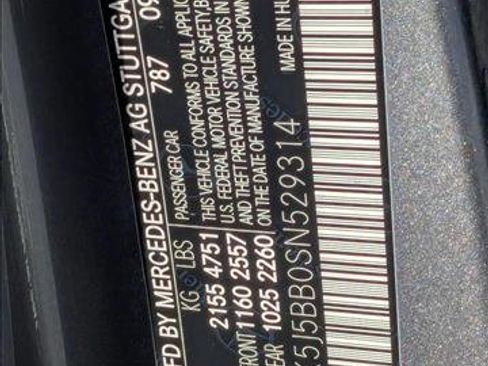 FD BY MERCEDES-BENZ AG STUTTGA
787 09
KG LBS PASSENGER CAR
2155 4751 THIS VEHICLE CONFORMS TO ALL APPLIC
FRONT 1160 2557 U.S. FEDERAL MOTOR VEHICLE SAFETY, B
EAR 1025 2260 AND THEFT PREVENTION STANDARDS IN
ON THE DATE OF MANUFACTURE SHOWN
MADE IN HU
5J5BB0SN529314